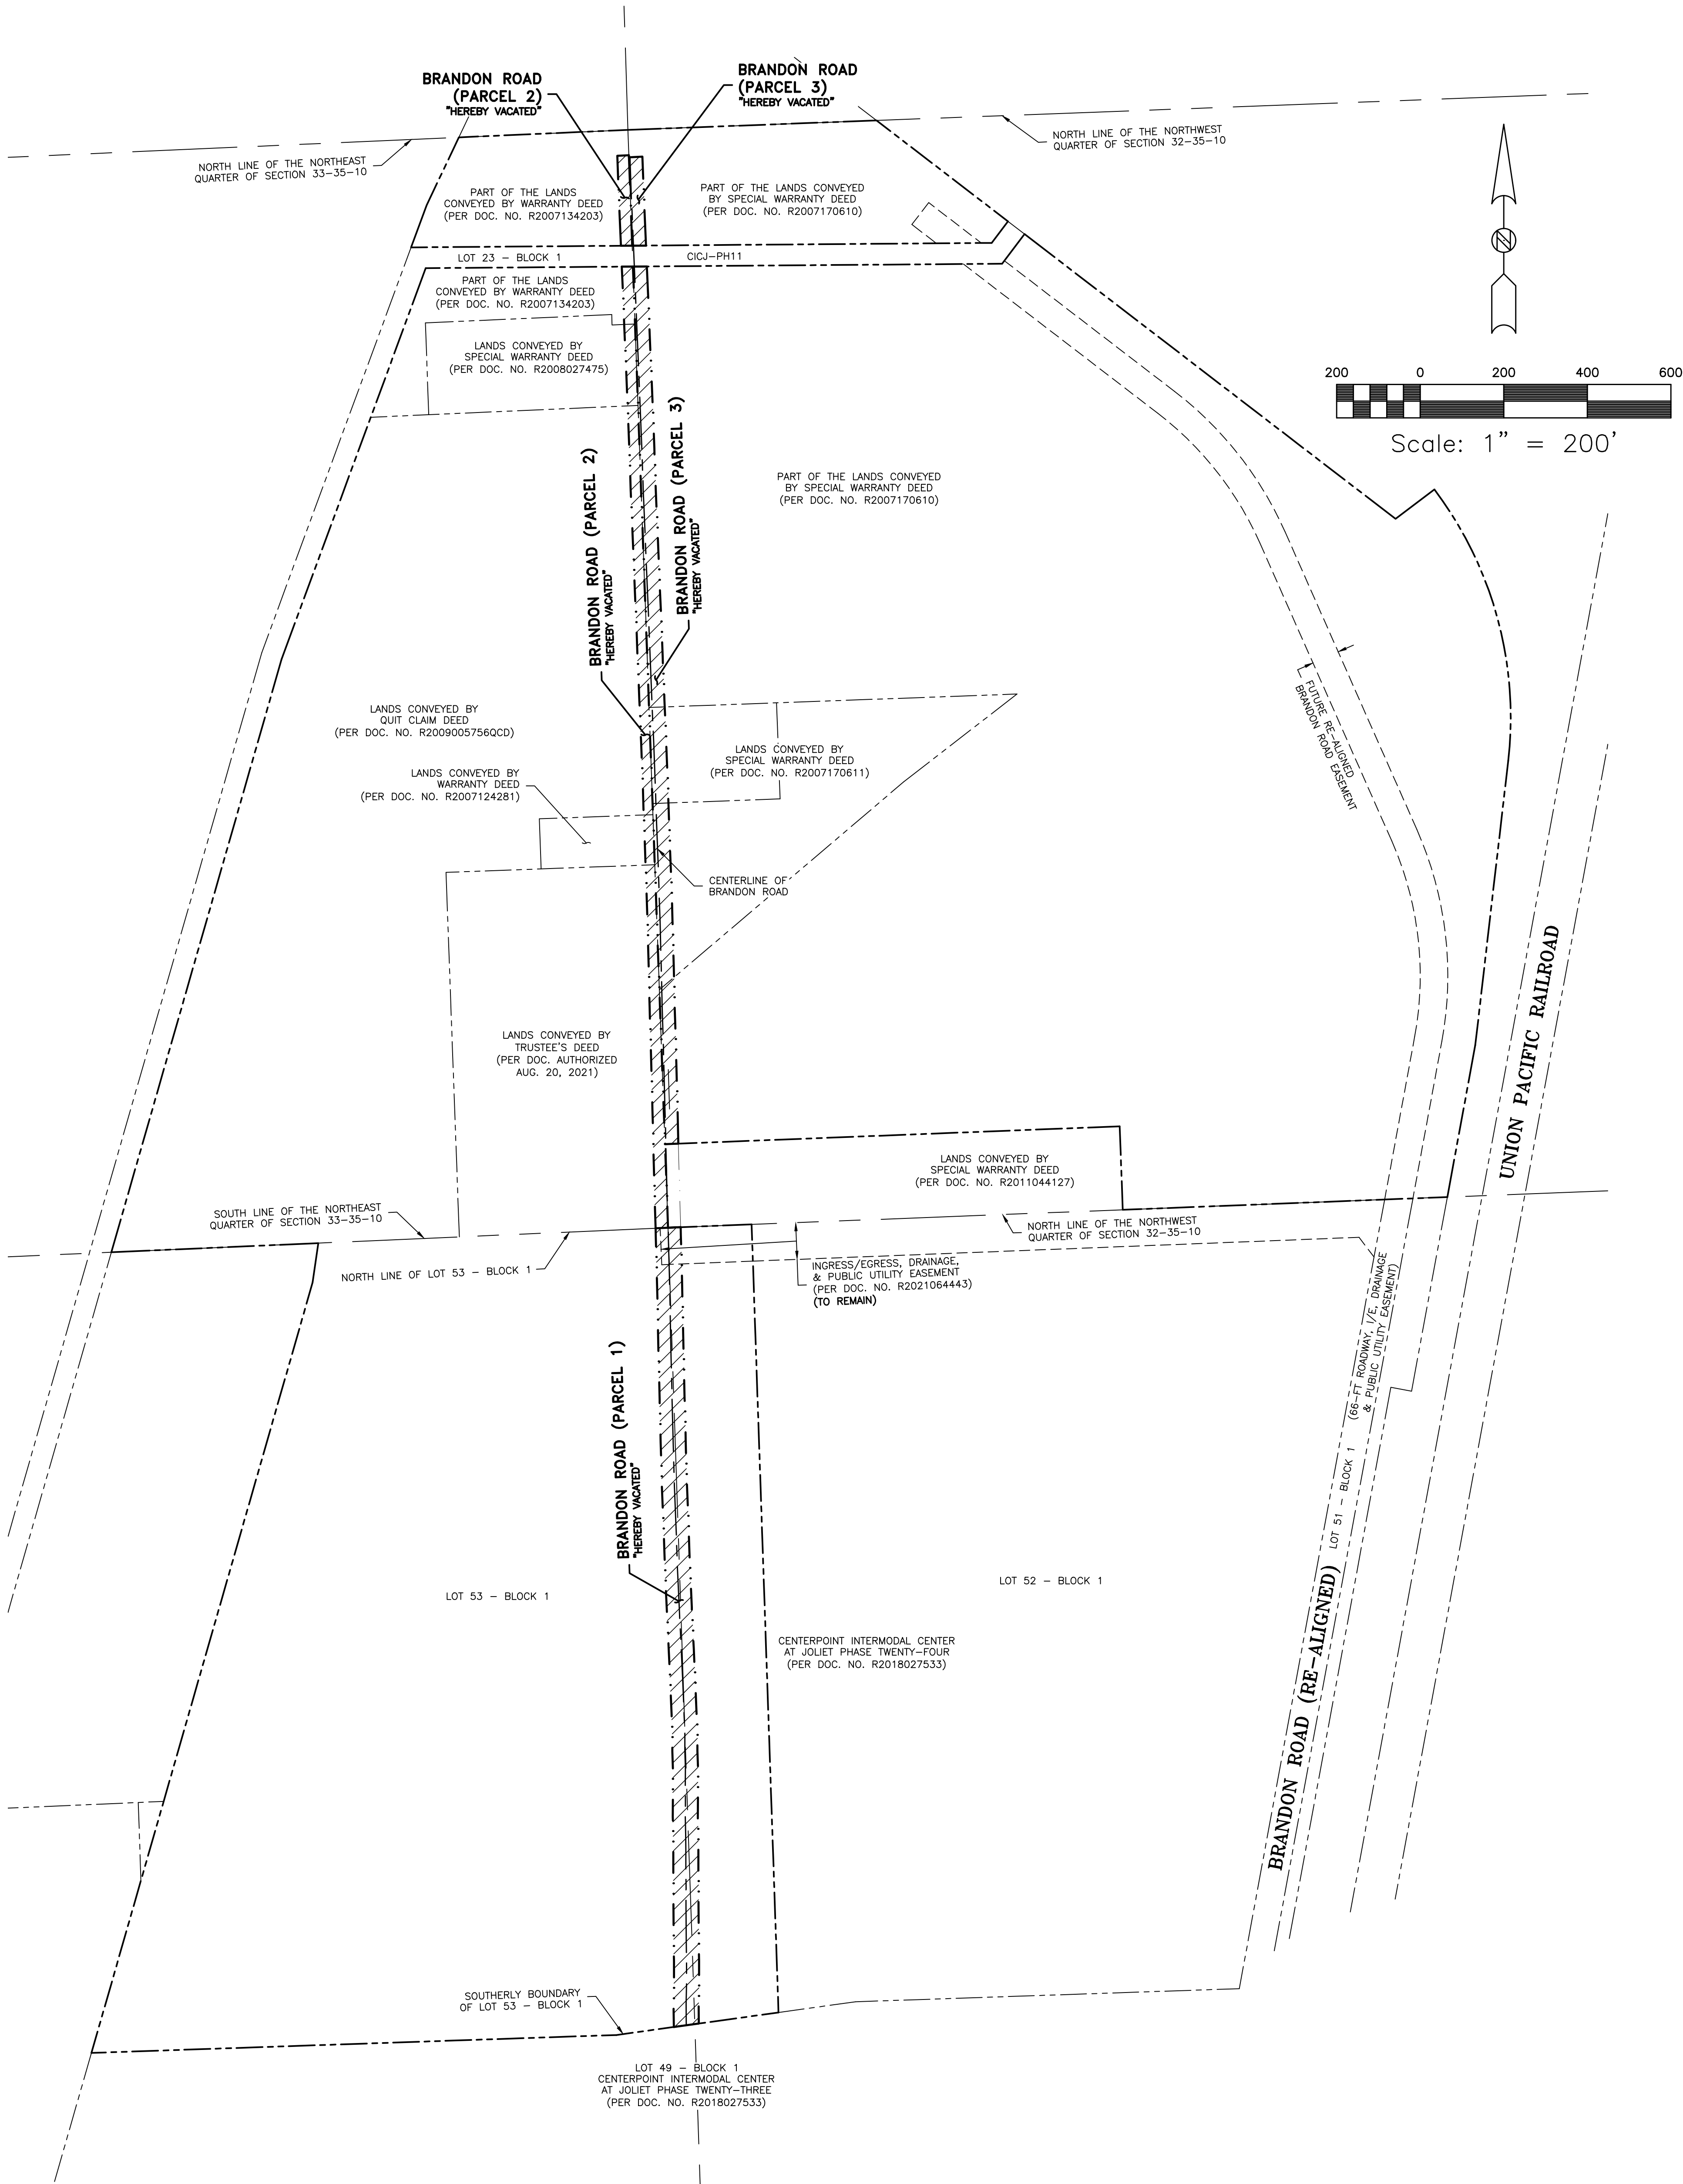 BRANDON ROAD
(PARCEL 2)
"HEREBY VACATED"
BRANDON ROAD
(PARCEL 3)
"HEREBY VACATED"
NORTH LINE OF THE NORTHEAST
QUARTER OF SECTION 33-35-10
NORTH LINE OF THE NORTHWEST
QUARTER OF SECTION 32-35-10
PART OF THE LANDS
CONVEYED BY WARRANTY DEED
(PER DOC. NO. R2007134203)
PART OF THE LANDS CONVEYED
BY SPECIAL WARRANTY DEED
(PER DOC. NO. R2007170610)
LOT 23 - BLOCK 1
CICJ-PH11
PART OF THE LANDS
CONVEYED BY WARRANTY DEED
(PER DOC. NO. R2007134203)
LANDS CONVEYED BY
SPECIAL WARRANTY DEED
(PER DOC. NO. R2008027475)
N
200 0 200 400 600
Scale: 1" = 200'
BRANDON ROAD (PARCEL 2)
"HEREBY VACATED"
BRANDON ROAD (PARCEL 3)
"HEREBY VACATED"
PART OF THE LANDS CONVEYED
BY SPECIAL WARRANTY DEED
(PER DOC. NO. R2007170610)
FUTURE RE-ALIGNED
BRANDON ROAD EASEMENT
LANDS CONVEYED BY
QUIT CLAIM DEED
(PER DOC. NO. R2009005756QCD)
LANDS CONVEYED BY
SPECIAL WARRANTY DEED
(PER DOC. NO. R2007170611)
LANDS CONVEYED BY
WARRANTY DEED
(PER DOC. NO. R2007124281)
CENTERLINE OF
BRANDON ROAD
UNION PACIFIC RAILROAD
LANDS CONVEYED BY
TRUSTEE'S DEED
(PER DOC. AUTHORIZED
AUG. 20, 2021)
LANDS CONVEYED BY
SPECIAL WARRANTY DEED
(PER DOC. NO. R2011044127)
SOUTH LINE OF THE NORTHEAST
QUARTER OF SECTION 33-35-10
NORTH LINE OF THE NORTHWEST
QUARTER OF SECTION 32-35-10
NORTH LINE OF LOT 53 - BLOCK 1
INGRESS/EGRESS, DRAINAGE,
& PUBLIC UTILITY EASEMENT
(PER DOC. NO. R2021064443)
(TO REMAIN)
(66-FT ROADWAY, I/E, DRAINAGE
& PUBLIC UTILITY EASEMENT)
BRANDON ROAD (PARCEL 1)
"HEREBY VACATED"
LOT 53 - BLOCK 1
LOT 52 - BLOCK 1
BRANDON ROAD (RE-ALIGNED) LOT 51 - BLOCK 1
CENTERPOINT INTERMODAL CENTER
AT JOLIET PHASE TWENTY-FOUR
(PER DOC. NO. R2018027533)
SOUTHERLY BOUNDARY
OF LOT 53 - BLOCK 1
LOT 49 - BLOCK 1
CENTERPOINT INTERMODAL CENTER
AT JOLIET PHASE TWENTY-THREE
(PER DOC. NO. R2018027533)